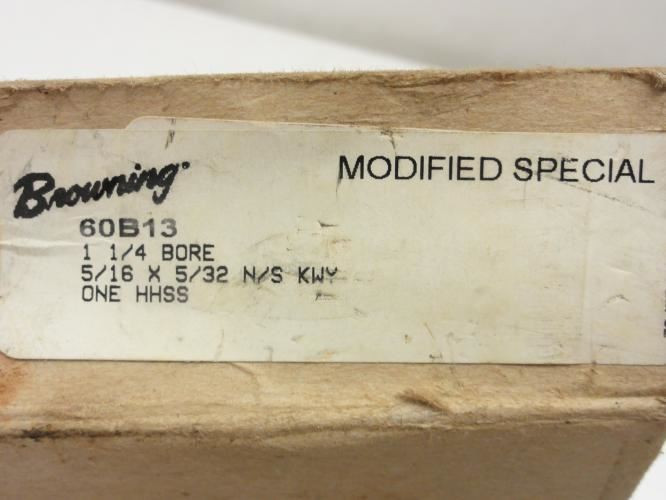 Browning
MODIFIED SPECIAL
60B13
1 1/4 BORE
5/16 X 5/32 N/S KWY
ONE HHSS